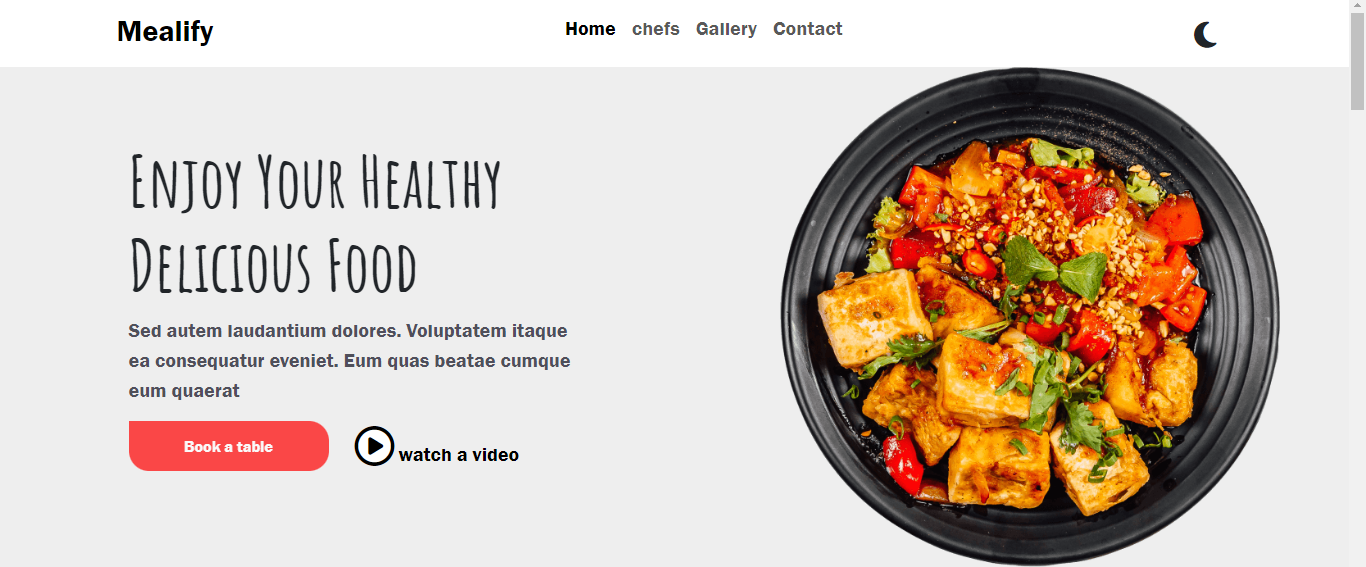 Mealify
Home chefs Gallery Contact
Enjoy Your Healthy
Delicious Food
Sed autem laudantium dolores. Voluptatem itaque
ea consequatur eveniet. Eum quas beatae cumque
eum quaerat
Book a table
watch a video